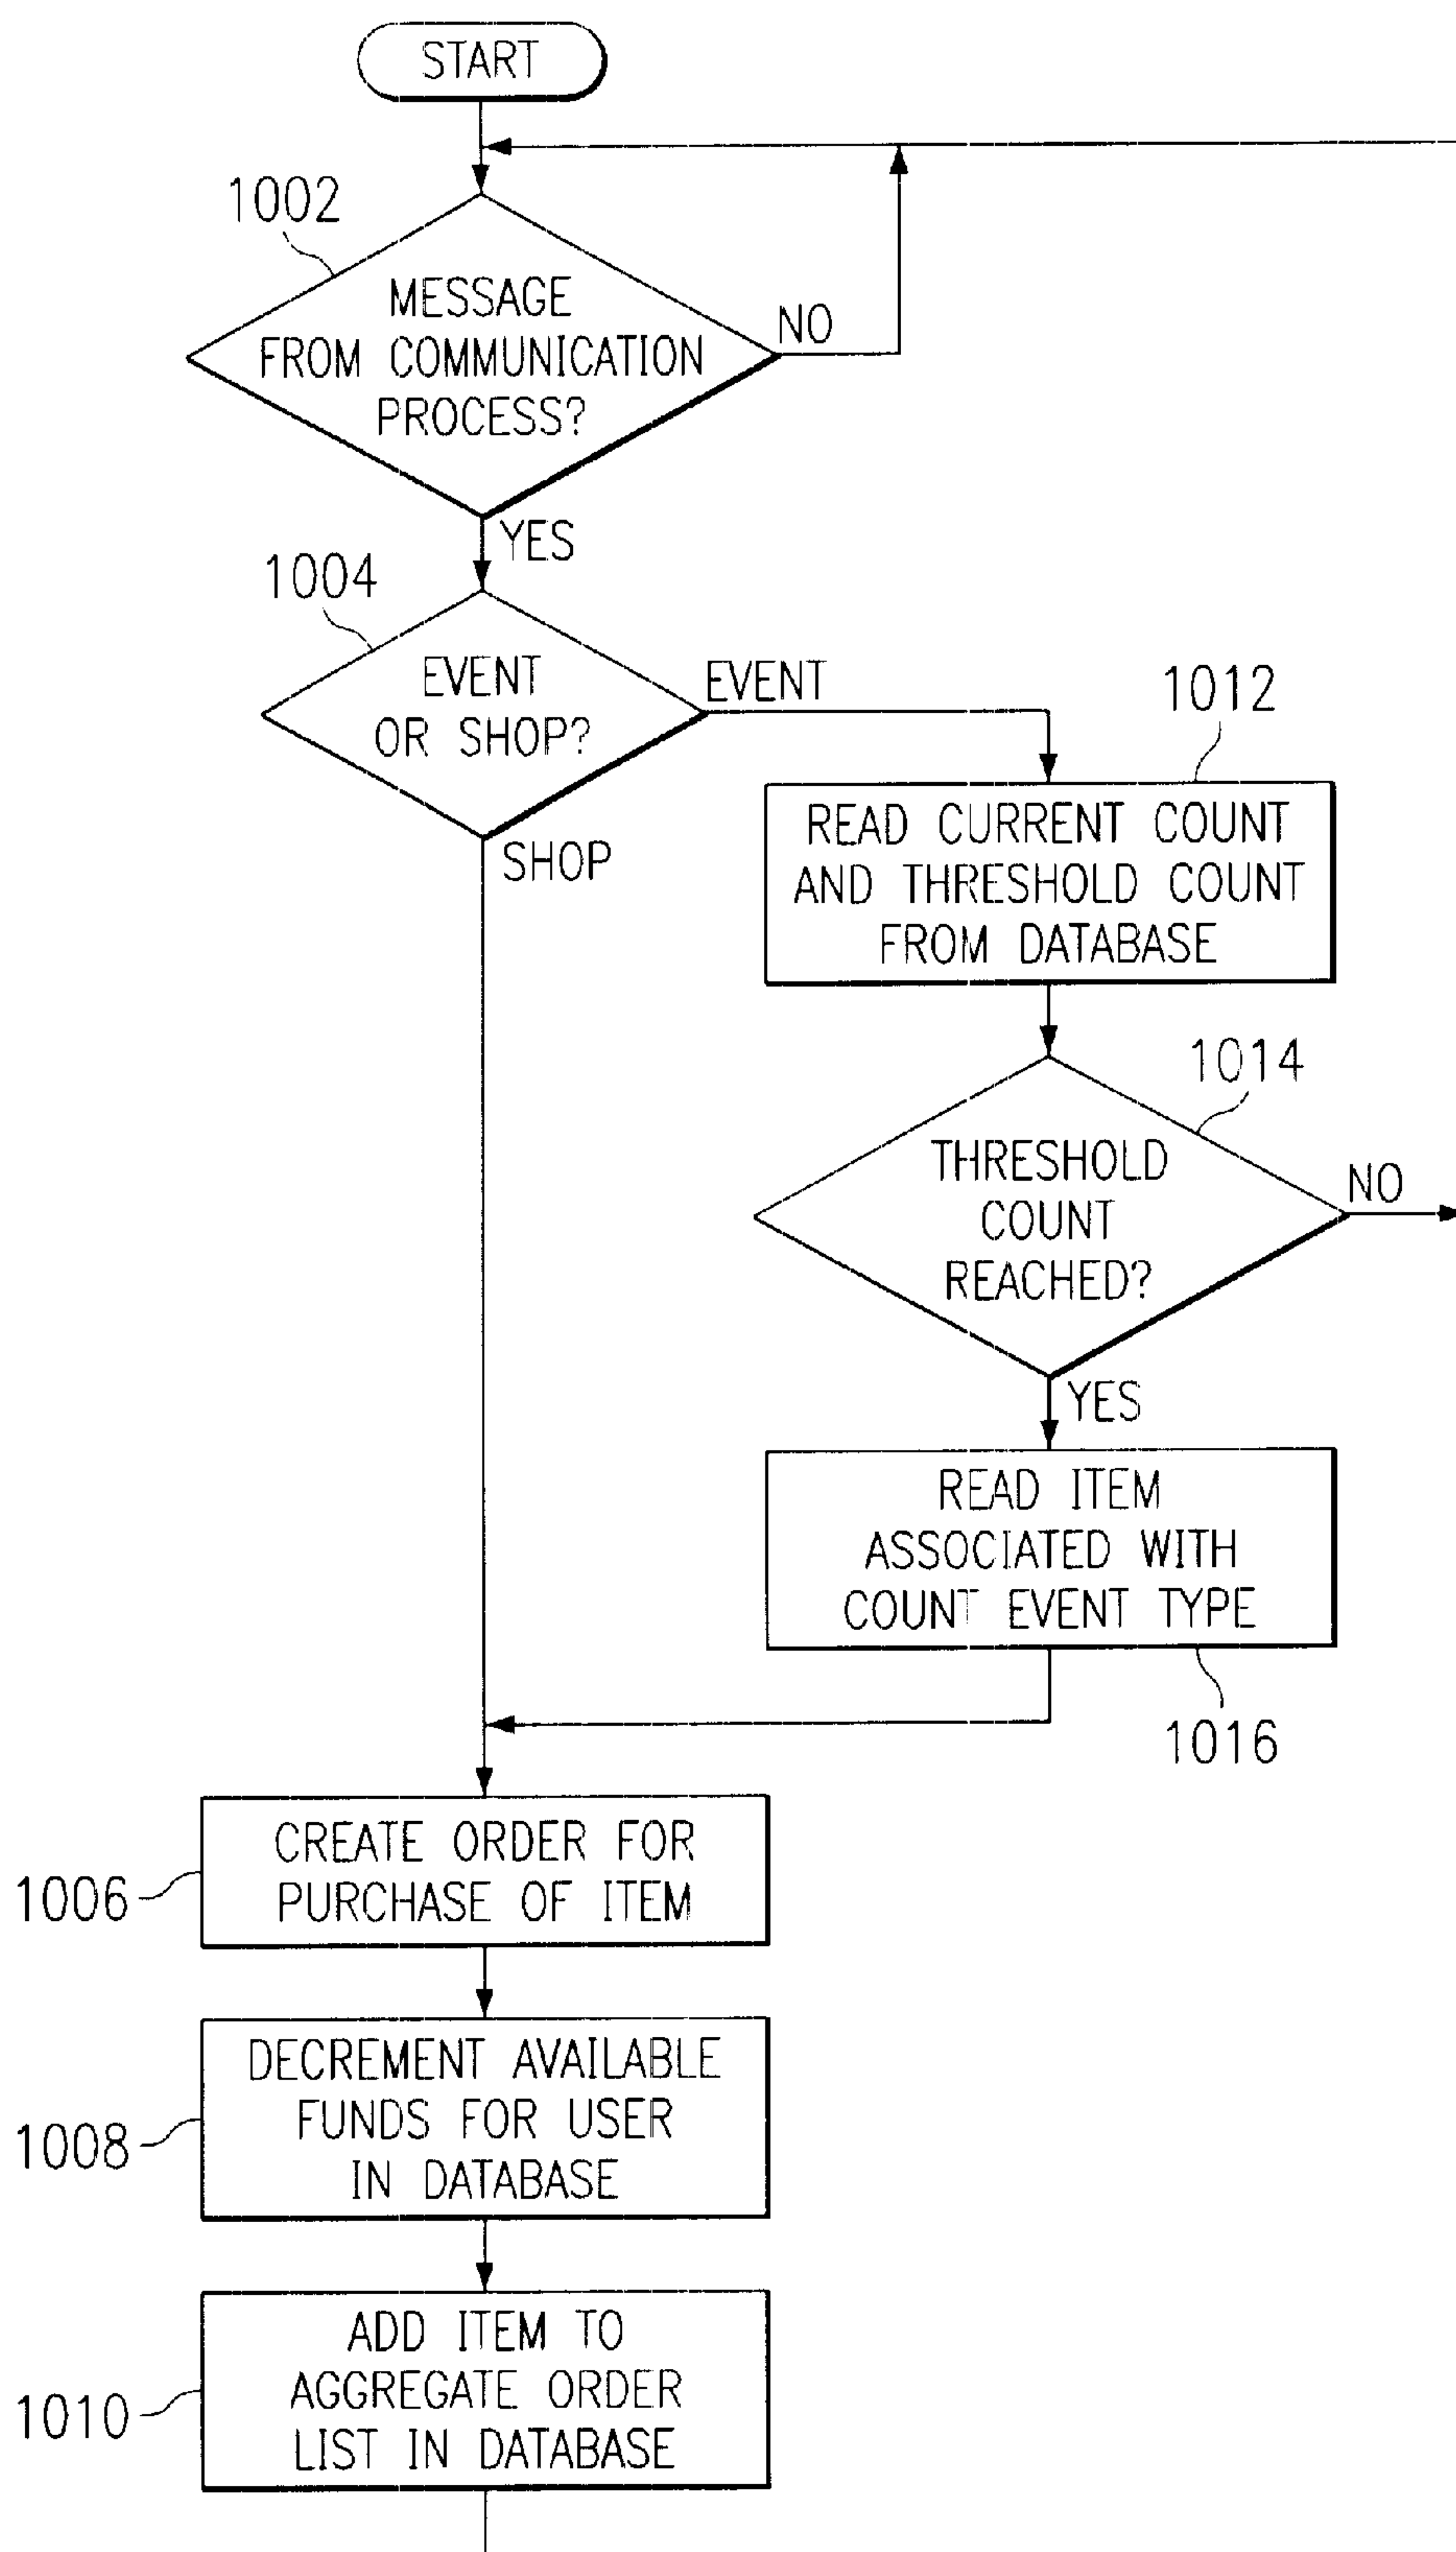 START
1002
MESSAGE
FROM COMMUNICATION
PROCESS?
NO
YES
1004
EVENT
OR SHOP?
EVENT
SHOP
1012
READ CURRENT COUNT
AND THRESHOLD COUNT
FROM DATABASE
1014
THRESHOLD
COUNT
REACHED?
NO
YES
READ ITEM
ASSOCIATED WITH
COUNT EVENT TYPE
1016
CREATE ORDER FOR
PURCHASE OF ITEM
1006
DECREMENT AVAILABLE
FUNDS FOR USER
IN DATABASE
1008
ADD ITEM TO
AGGREGATE ORDER
LIST IN DATABASE
1010